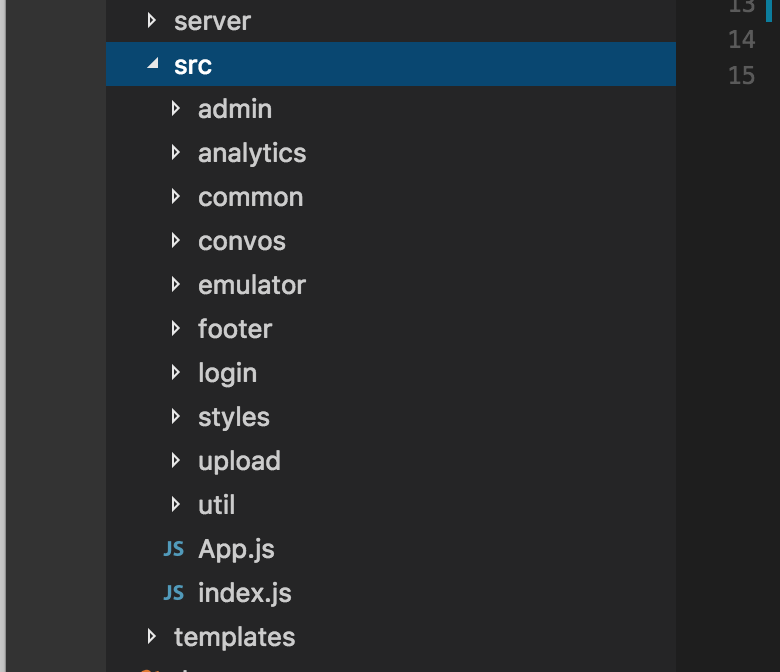 13
server
14
src
15
admin
analytics
common
convos
emulator
footer
login
styles
upload
util
JS App.js
JS index.js
templates